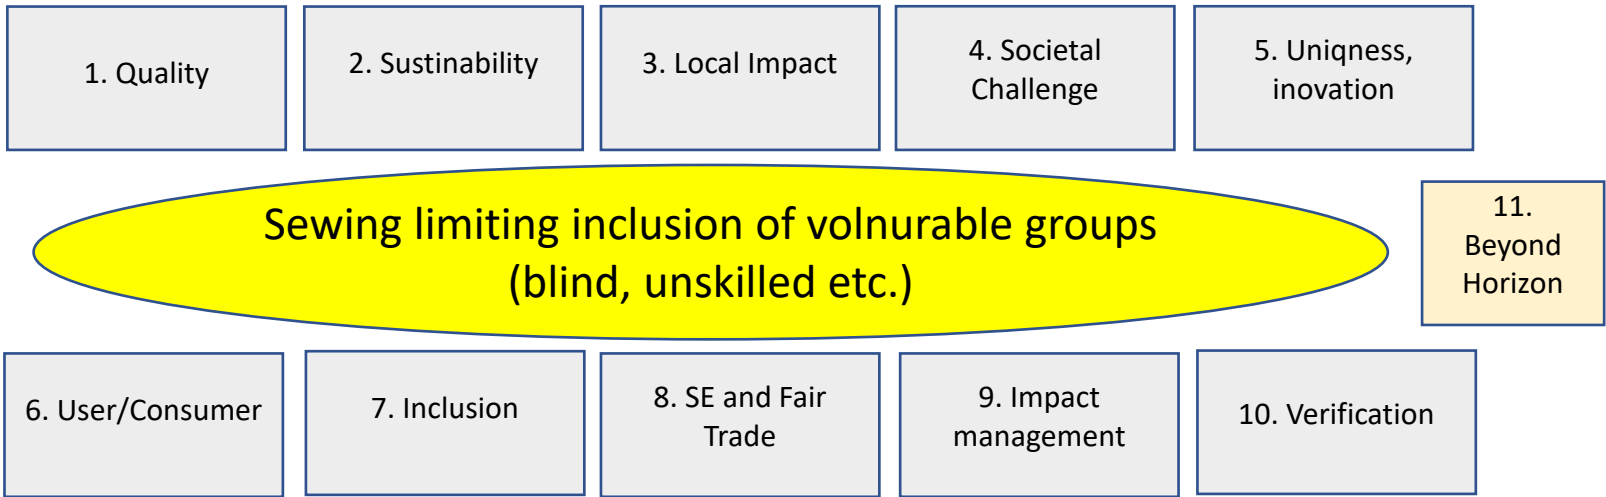 1. Quality
2. Sustinability
3. Local Impact
4. Societal
Challenge
5. Uniqness,
inovation
Sewing limiting inclusion of volnurable groups
(blind, unskilled etc.)
11.
Beyond
Horizon
6. User/Consumer
7. Inclusion
8. SE and Fair
Trade
9. Impact
management
10. Verification